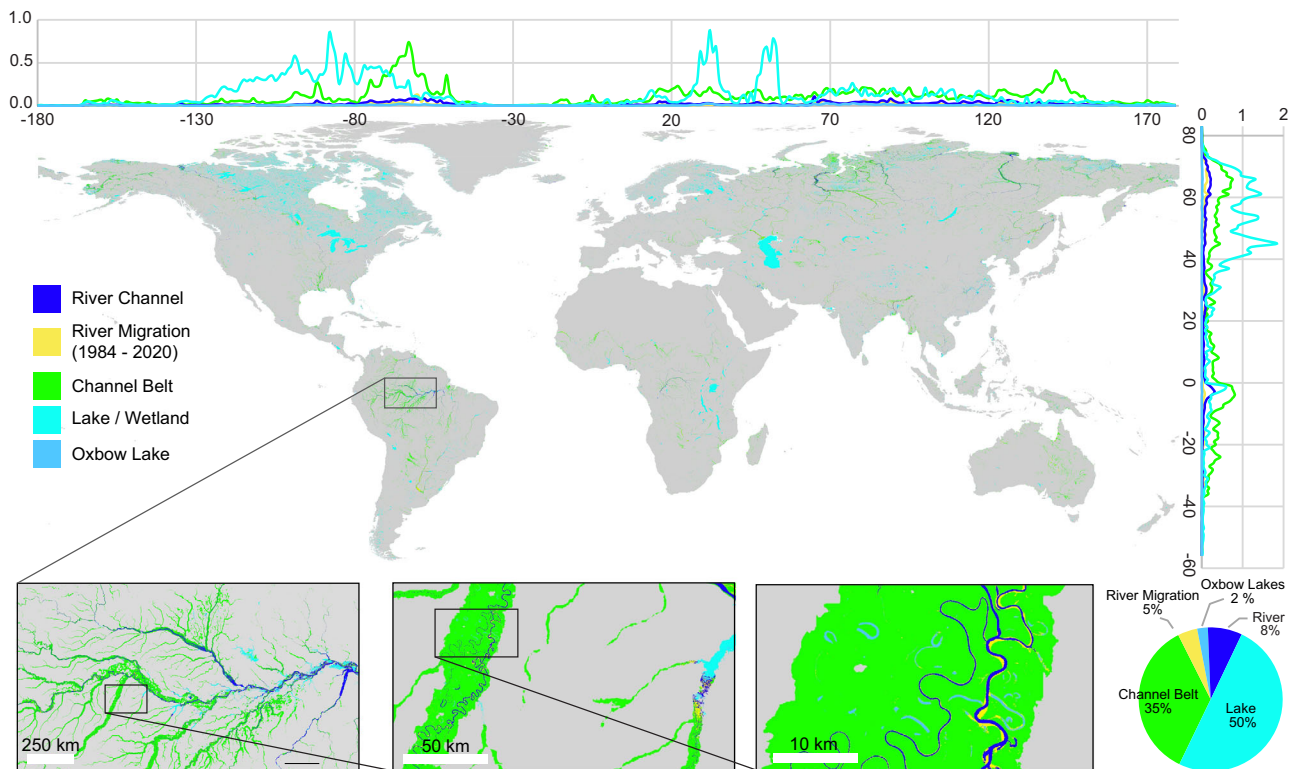 1.0
0.5
0.0
-180
-130
-80
-30
20
70
120
170
0
1
2
80
60
40
20
0
-20
-40
-60
River Channel
River Migration
(1984 - 2020)
Channel Belt
Lake / Wetland
Oxbow Lake
250 km
50 km
10 km
Oxbow Lakes
2 %
River Migration
5%
River
8%
Channel Belt
35%
Lake
50%